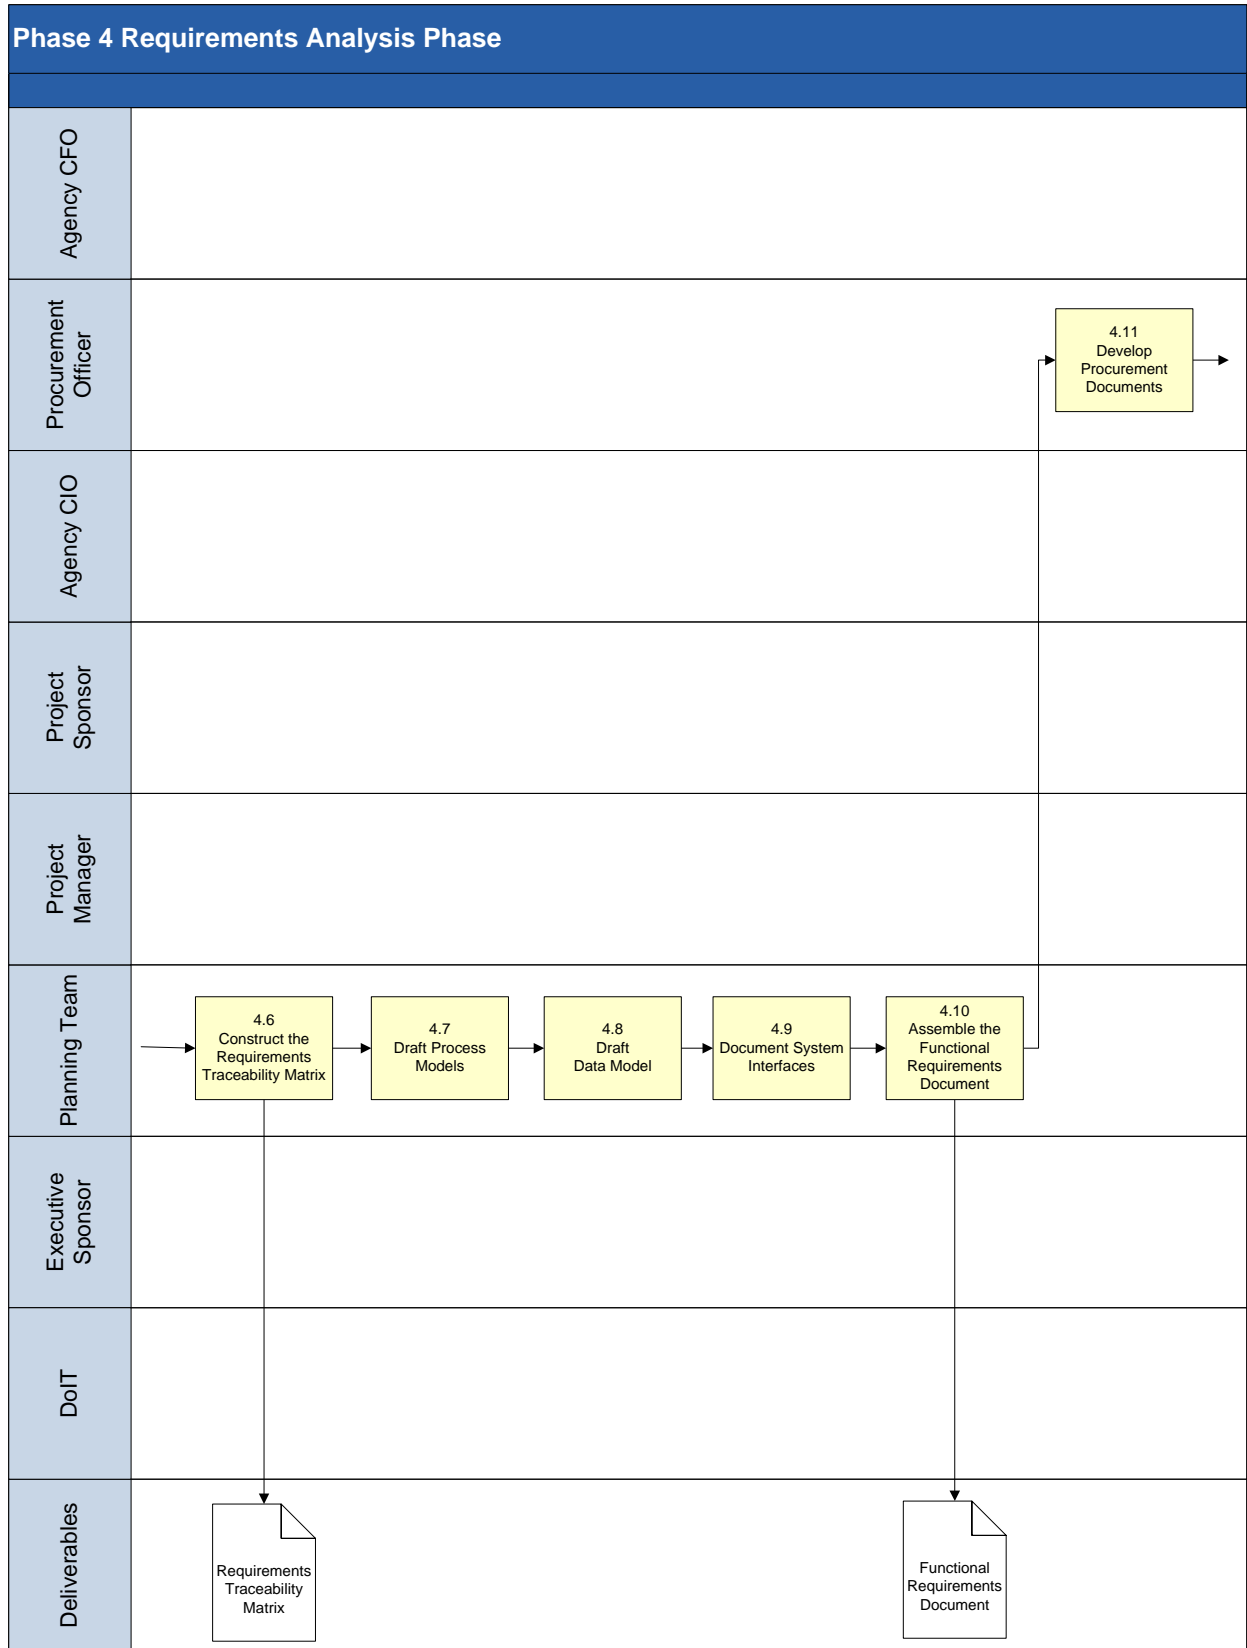 Phase 4 Requirements Analysis Phase
Agency CFO
Procurement
Officer
4.11
Develop
Procurement
Documents
Agency CIO
Project
Sponsor
Project
Manager
Planning Team
4.6
Construct the
Requirements
Traceability Matrix
4.7
Draft Process
Models
4.8
Draft
Data Model
4.9
Document System
Interfaces
4.10
Assemble the
Functional
Requirements
Document
Executive
Sponsor
DoIT
Deliverables
Requirements
Traceability
Matrix
Functional
Requirements
Document